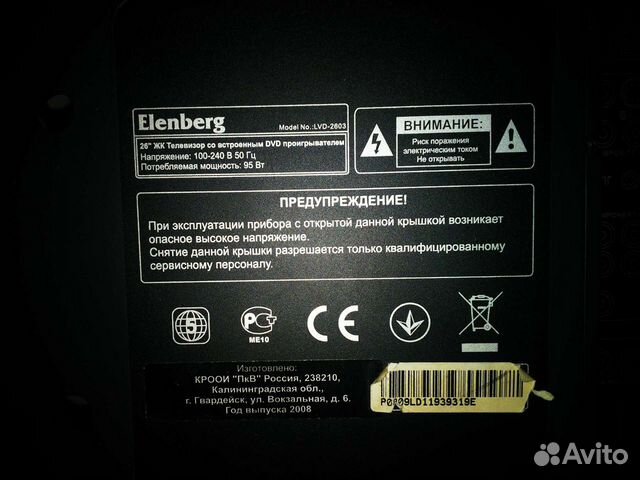 Elenberg
Model No.:LVD-2603
26" ЖК Телевизор со встроенным DVD проигрывателем
Напряжение: 100-240 В 50 Гц
Потребляемая мощность: 95 Вт
ВНИМАНИЕ:
Риск поражения
электрическим током
Не открывать
ПРЕДУПРЕЖДЕНИЕ!
При эксплуатации прибора с открытой данной крышкой возникает
опасное высокое напряжение.
Снятие данной крышки разрешается только квалифицированному
сервисному персоналу.
5
РС
МЕ10
CE
Изготовлено:
КРООИ "ПкВ" Россия, 238210,
Калининградская обл.,
г. Гвардейск, ул. Вокзальная, д. 6.
Год выпуска 2008
Avito